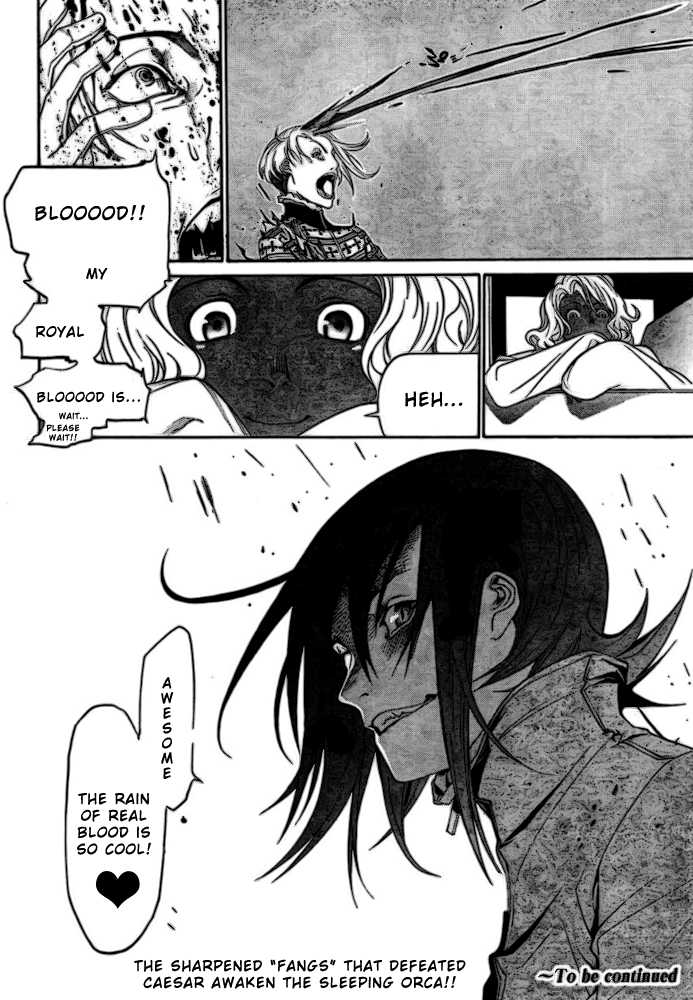 BLOOOOD!!
MY
ROYAL
BLOOOOD IS...
WAIT...
PLEASE
WAIT!!
HEH...
AWESOME
THE RAIN
OF REAL
BLOOD IS
SO COOL!
THE SHARPENED "FANGS" THAT DEFEATED
CAESAR AWAKEN THE SLEEPING ORCA!!
~To be continued